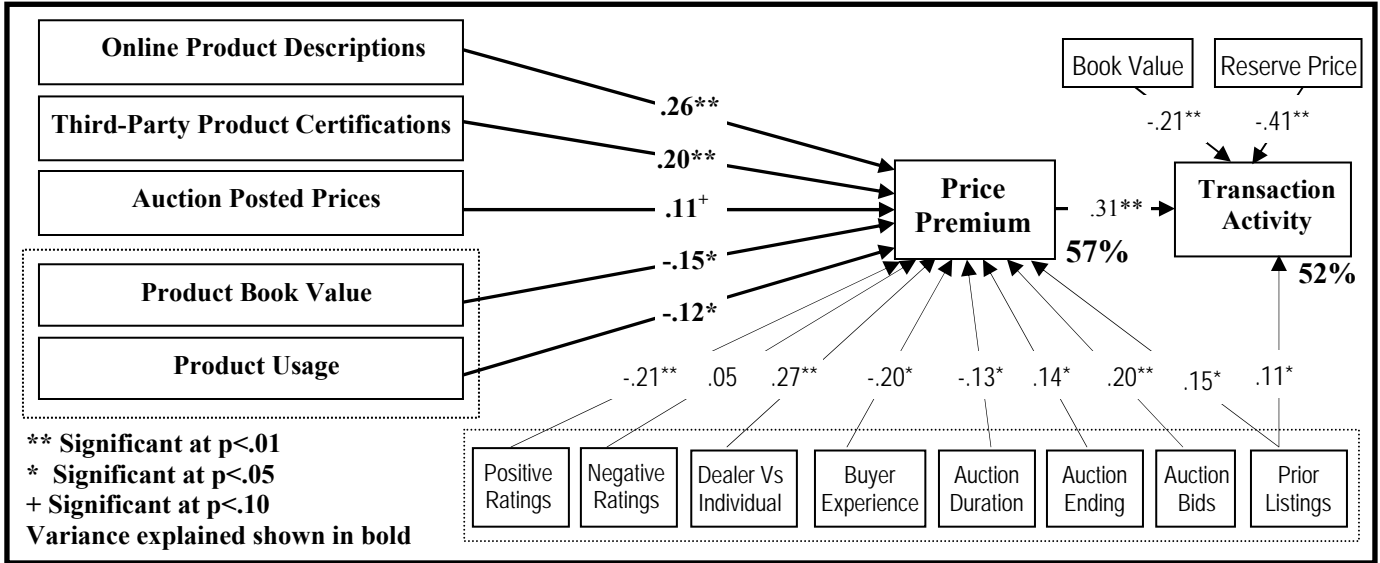 Online Product Descriptions
Third-Party Product Certifications
Auction Posted Prices
Product Book Value
Product Usage
.26**
.20**
.11+
-.15*
-.12*
Price
Premium
57%
Book Value
Reserve Price
-.21**
-.41**
.31**
Transaction
Activity
52%
-.21**
.05
.27**
-.20*
-.13*
.14*
.20**
.15*
.11*
Positive
Ratings
Negative
Ratings
Dealer Vs
Individual
Buyer
Experience
Auction
Duration
Auction
Ending
Auction
Bids
Prior
Listings
** Significant at p<.01
* Significant at p<.05
+ Significant at p<.10
Variance explained shown in bold